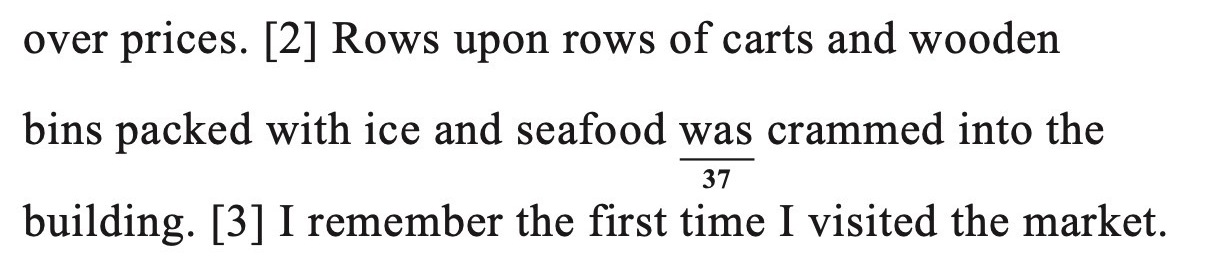 over prices. [2] Rows upon rows of carts and wooden
bins packed with ice and seafood was crammed into the
37
building. [3] I remember the first time I visited the market.